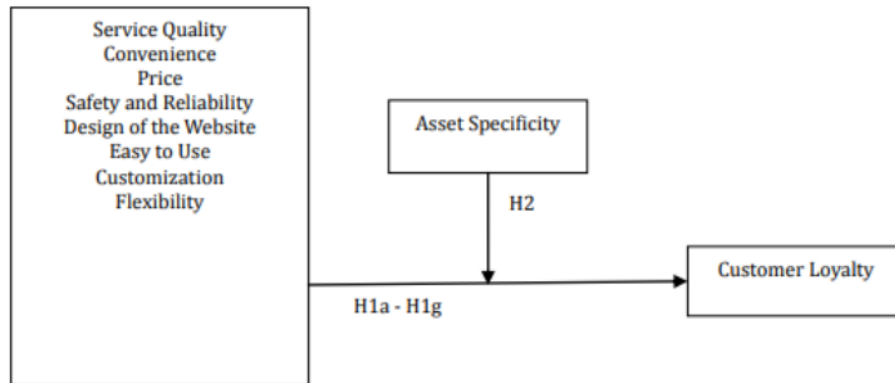 Service Quality
Convenience
Price
Safety and Reliability
Design of the Website
Easy to Use
Customization
Flexibility
Asset Specificity
H2
Customer Loyalty
H1a - H1g